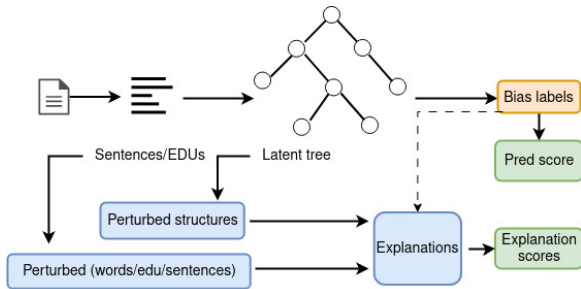 Bias labels
Sentences/EDUs
Latent tree
Pred score
Perturbed structures
Explanations
Explanation
scores
Perturbed (words/edu/sentences)